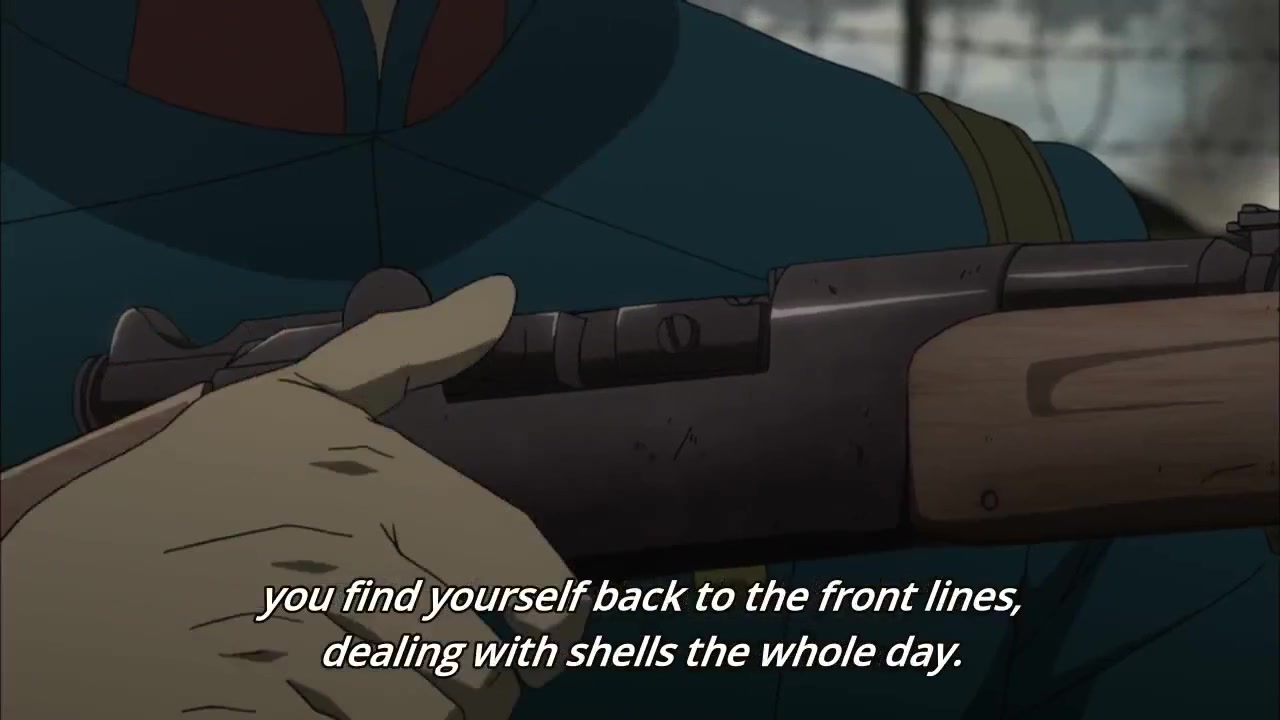 you find yourself back to the front lines,
dealing with shells the whole day.